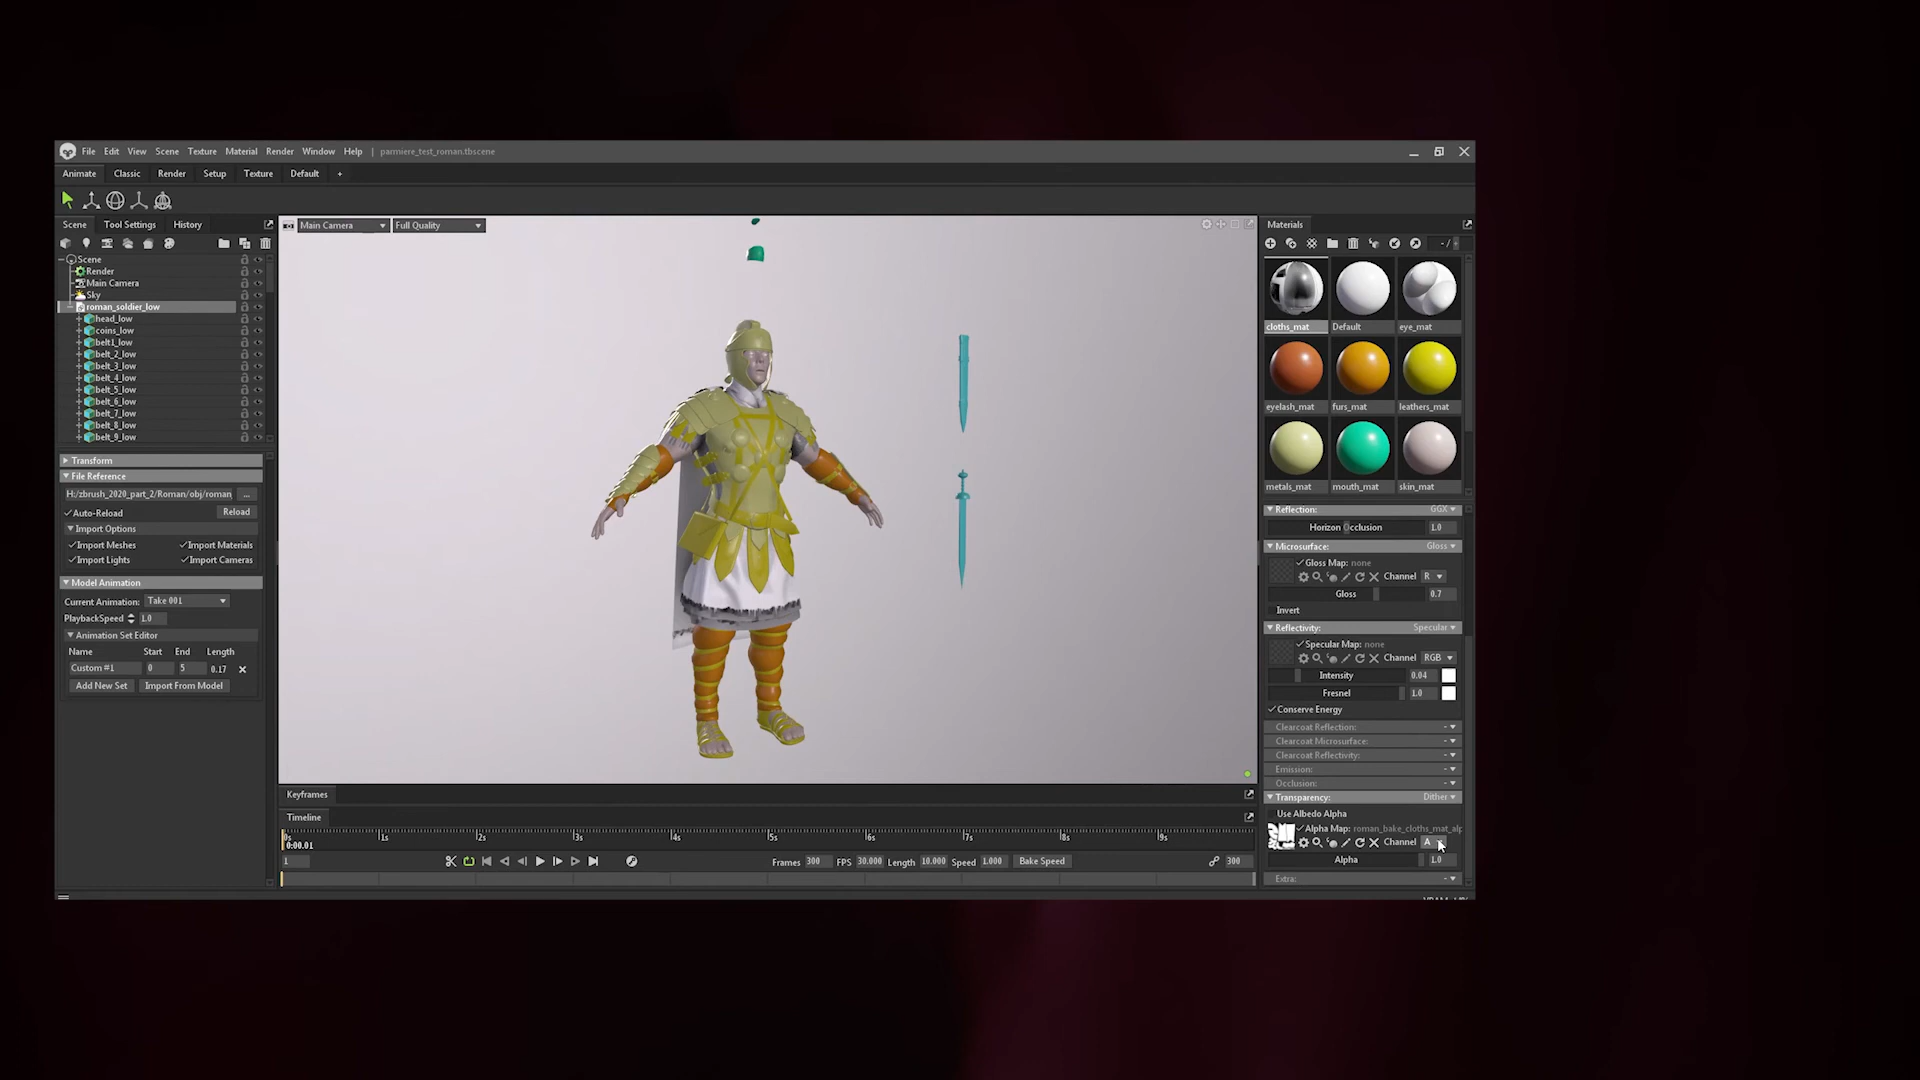 File Edit View Scene Texture Material Render Window Help | parmiere_test_roman.tbscene
Animate Classic Render Setup Texture Default +
Scene Tool Settings History
Main Camera Full Quality
Materials
Scene
Render
Main Camera
Sky
roman_soldier_low
head_low
coins_low
belt1_low
belt_2_low
belt_3_low
belt_4_low
belt_5_low
belt_6_low
belt_7_low
belt_8_low
belt_9_low
Transform
File Reference
H:/zbrush_2020_part_2/Roman/obj/roman ...
Auto-Reload Reload
Import Options
Import Meshes Import Materials
Import Lights Import Cameras
Model Animation
Current Animation: Take 001
PlaybackSpeed 1.0
Animation Set Editor
Name Start End Length
Custom #1 0 5 0.17
Add New Set Import From Model
cloths_mat Default eye_mat
eyelash_mat furs_mat leathers_mat
metals_mat mouth_mat skin_mat
Reflection: GGX
Horizon Occlusion 1.0
Microsurface: Gloss
Gloss Map: none
Channel R
Gloss 0.7
Invert
Reflectivity: Specular
Specular Map: none
Channel RGB
Intensity 0.04
Fresnel 1.0
Conserve Energy
Clearcoat Reflection:
Clearcoat Microsurface:
Clearcoat Reflectivity:
Emission:
Occlusion:
Transparency: Dither
Use Albedo Alpha
Alpha Map: roman_bake_cloths_mat_alp
Channel A
Alpha 1.0
Extra:
Keyframes
Timeline
0s 1s 2s 3s 4s 5s 6s 7s 8s 9s
0:00.01
1 Frames 300 FPS 30.000 Length 10.000 Speed 1.000 Bake Speed 300